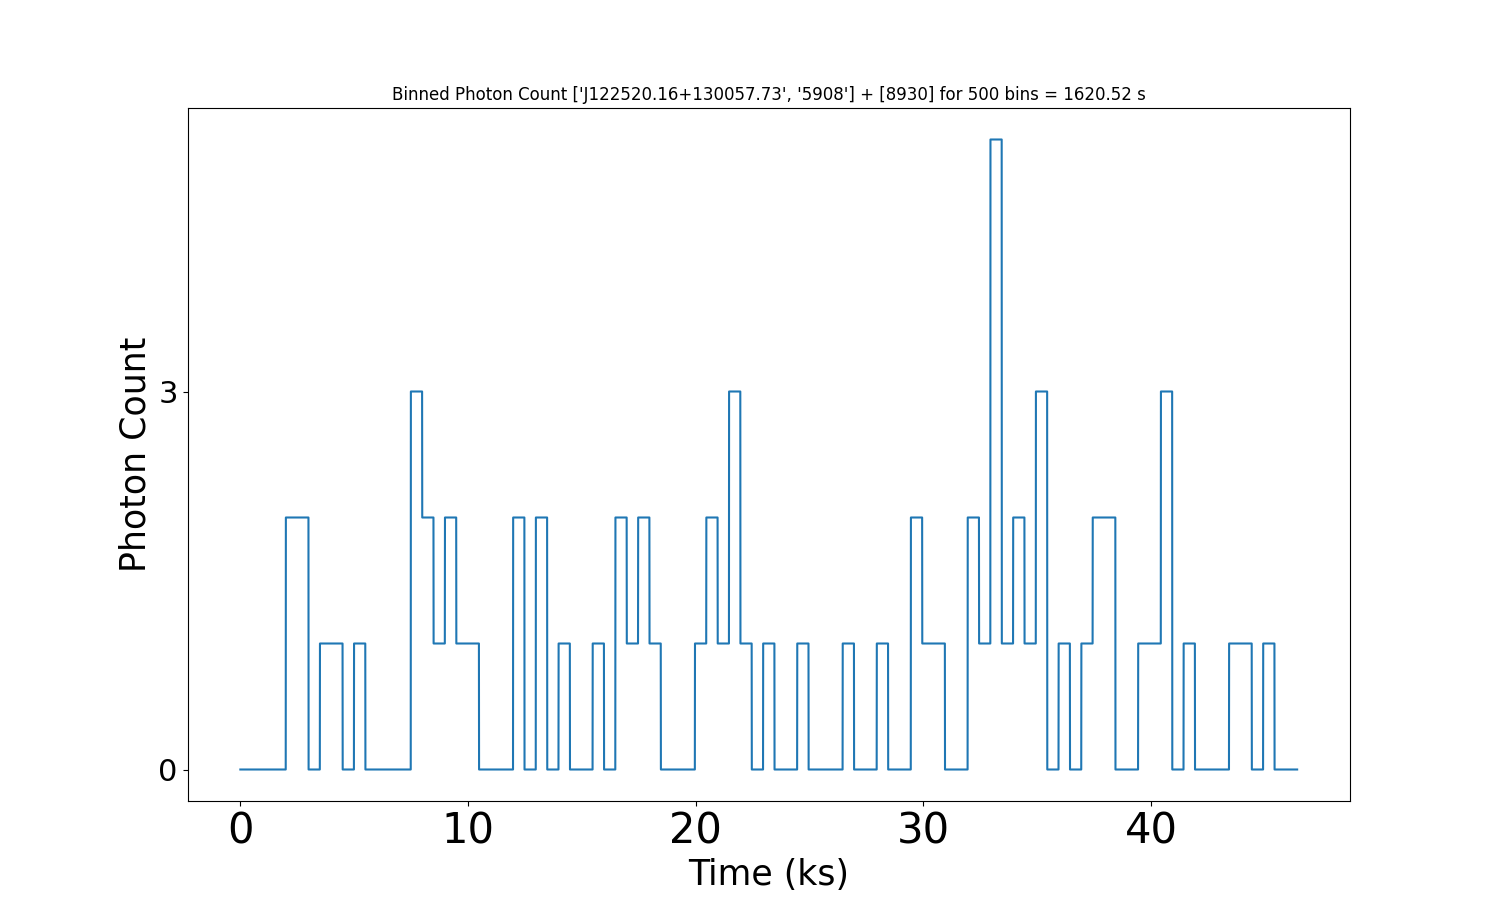 Binned Photon Count ['J122520.16+130057.73', '5908'] + [8930] for 500 bins = 1620.52 s
Photon Count
3
0
0 10 20 30 40
Time (ks)